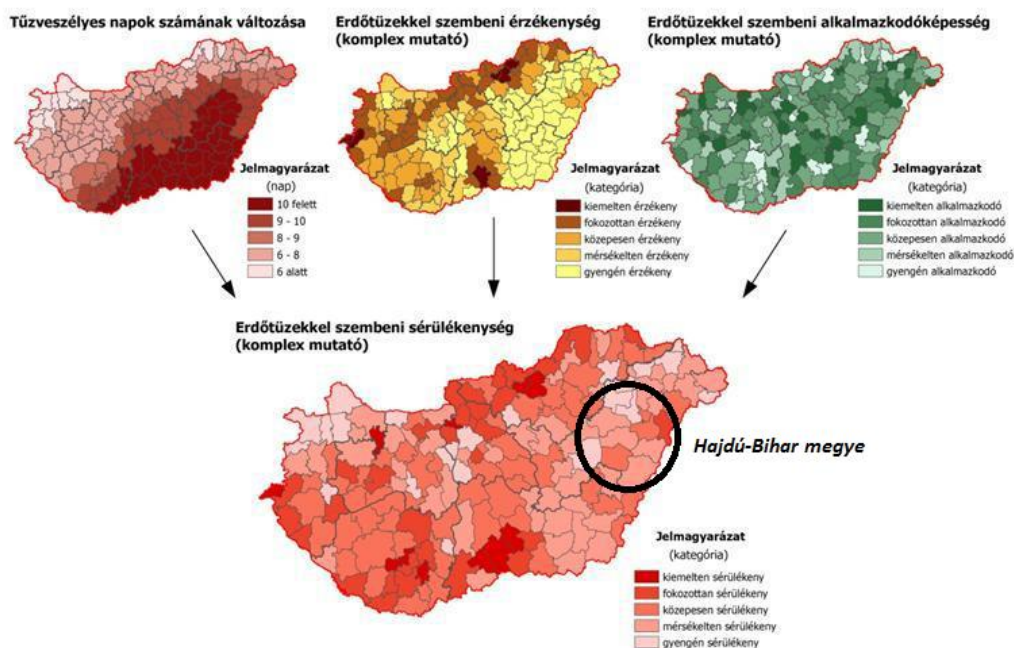 Tűzveszélyes napok számának változása
Jelmagyarázat
(nap)
10 felett
9 - 10
8 - 9
6 - 8
6 alatt
Erdőtüzekkel szembeni érzékenység
(komplex mutató)
Jelmagyarázat
(kategória)
kiemelten érzékeny
fokozottan érzékeny
közepesen érzékeny
mérsékelten érzékeny
gyengén érzékeny
Erdőtüzekkel szembeni alkalmazkodóképesség
(komplex mutató)
Jelmagyarázat
(kategória)
kiemelten alkalmazkodó
fokozottan alkalmazkodó
közepesen alkalmazkodó
mérsékelten alkalmazkodó
gyengén alkalmazkodó
Erdőtüzekkel szembeni sérülékenység
(komplex mutató)
Hajdú-Bihar megye
Jelmagyarázat
(kategória)
kiemelten sérülékeny
fokozottan sérülékeny
közepesen sérülékeny
mérsékelten sérülékeny
gyengén sérülékeny